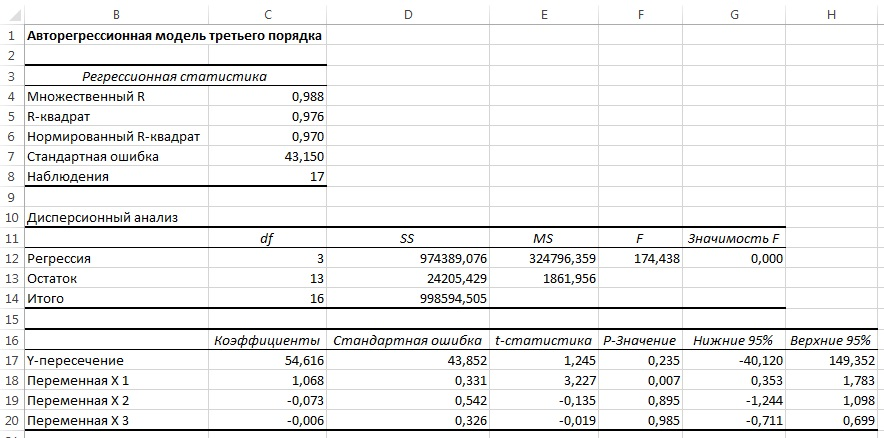 B C D E F G H
1 Авторегрессионная модель третьего порядка
2
3 Регрессионная статистика
4 Множественный R 0,988
5 R-квадрат 0,976
6 Нормированный R-квадрат 0,970
7 Стандартная ошибка 43,150
8 Наблюдения 17
9
10 Дисперсионный анализ
11 df SS MS F Значимость F
12 Регрессия 3 974389,076 324796,359 174,438 0,000
13 Остаток 13 24205,429 1861,956
14 Итого 16 998594,505
15
16 Коэффициенты Стандартная ошибка t-статистика P-Значение Нижние 95% Верхние 95%
17 Y-пересечение 54,616 43,852 1,245 0,235 -40,120 149,352
18 Переменная X 1 1,068 0,331 3,227 0,007 0,353 1,783
19 Переменная X 2 -0,073 0,542 -0,135 0,895 -1,244 1,098
20 Переменная X 3 -0,006 0,326 -0,019 0,985 -0,711 0,699